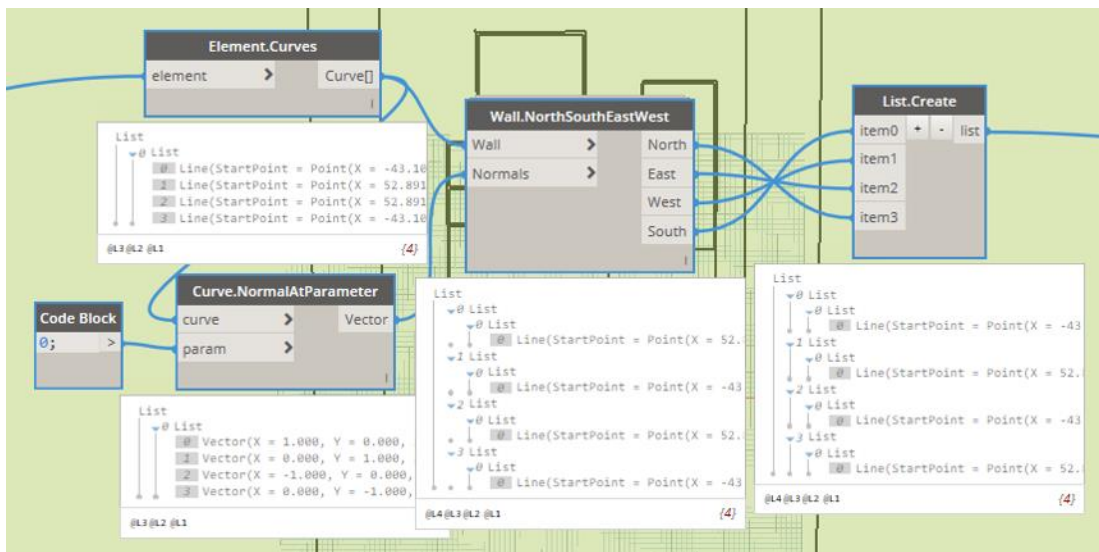 Element.Curves
element > Curve[]
List
0 List
0 Line(StartPoint = Point(X = -43.10
1 Line(StartPoint = Point(X = 52.891
2 Line(StartPoint = Point(X = 52.891
3 Line(StartPoint = Point(X = -43.10
@L3 @L2 @L1 {4}
Code Block
0; >
Curve.NormalAtParameter
curve > Vector
param >
List
0 List
0 Vector(X = 1.000, Y = 0.000,
1 Vector(X = 0.000, Y = 1.000,
2 Vector(X = -1.000, Y = 0.000,
3 Vector(X = 0.000, Y = -1.000,
@L3 @L2 @L1
Wall.NorthSouthEastWest
Wall > North
Normals > East
West
South
List
0 List
0 List
0 Line(StartPoint = Point(X = 52.8
1 List
0 List
0 Line(StartPoint = Point(X = -43
2 List
0 List
0 Line(StartPoint = Point(X = 52.8
3 List
0 List
0 Line(StartPoint = Point(X = -43
@L4 @L3 @L2 @L1 {4}
List.Create
item0 + - list
item1
item2
item3
List
0 List
0 List
0 Line(StartPoint = Point(X = -43
1 List
0 List
0 Line(StartPoint = Point(X = 52.8
2 List
0 List
0 Line(StartPoint = Point(X = -43
3 List
0 List
0 Line(StartPoint = Point(X = 52.8
@L4 @L3 @L2 @L1 {4}